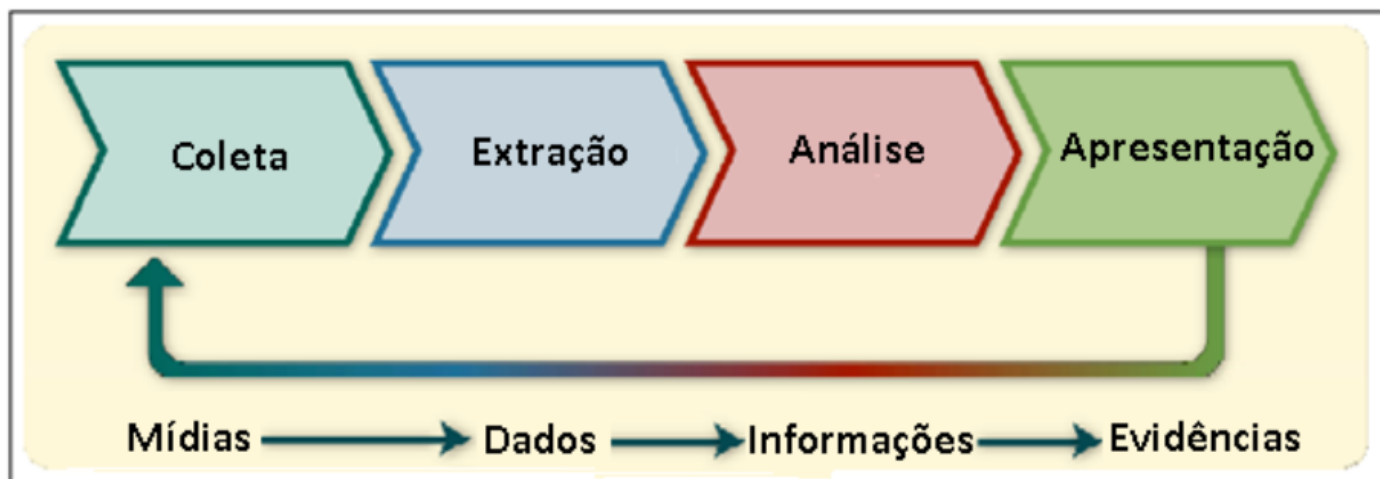 Coleta
Extração
Análise
Apresentação
Mídias
Dados
Informações
Evidências